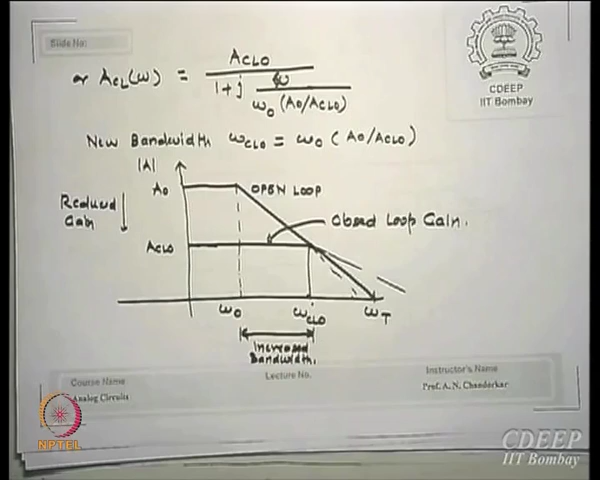 Slide No:
CDEEP
IIT Bombay
or ACL(ω) = ACLO / 1+j ω / ω0 (A0/ACLO)
New Bandwidth ωCLO = ω0 (A0/ACLO)
|A|
A0
OPEN LOOP
Reduced
Gain
Closed Loop Gain.
ACLO
ω0
ωCLO
ωT
Increased
Bandwidth.
Course Name
Lecture No.
Instructor's Name
Analog Circuits
Prof. A. N. Chandorkar
NPTEL
CDEEP
IIT Bombay